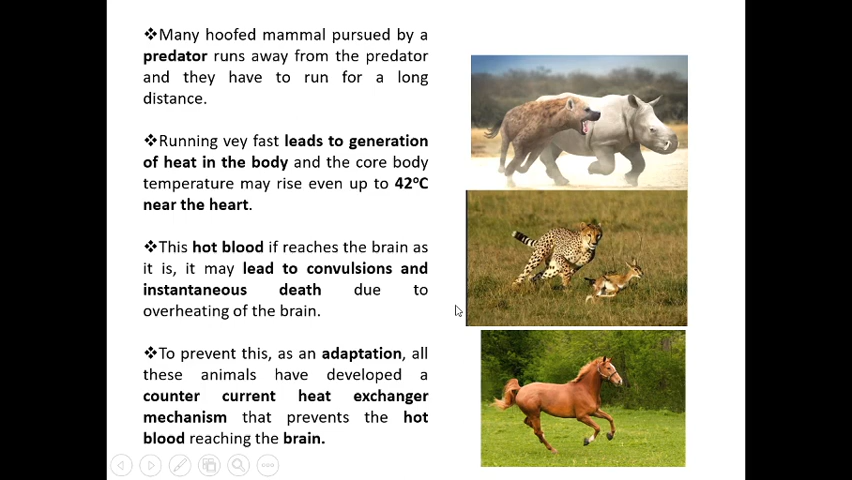 ❖Many hoofed mammal pursued by a
predator runs away from the predator
and they have to run for a long
distance.
❖Running vey fast leads to generation
of heat in the body and the core body
temperature may rise even up to 42°C
near the heart.
❖This hot blood if reaches the brain as
it is, it may lead to convulsions and
instantaneous death due to
overheating of the brain.
❖To prevent this, as an adaptation, all
these animals have developed a
counter current heat exchanger
mechanism that prevents the hot
blood reaching the brain.